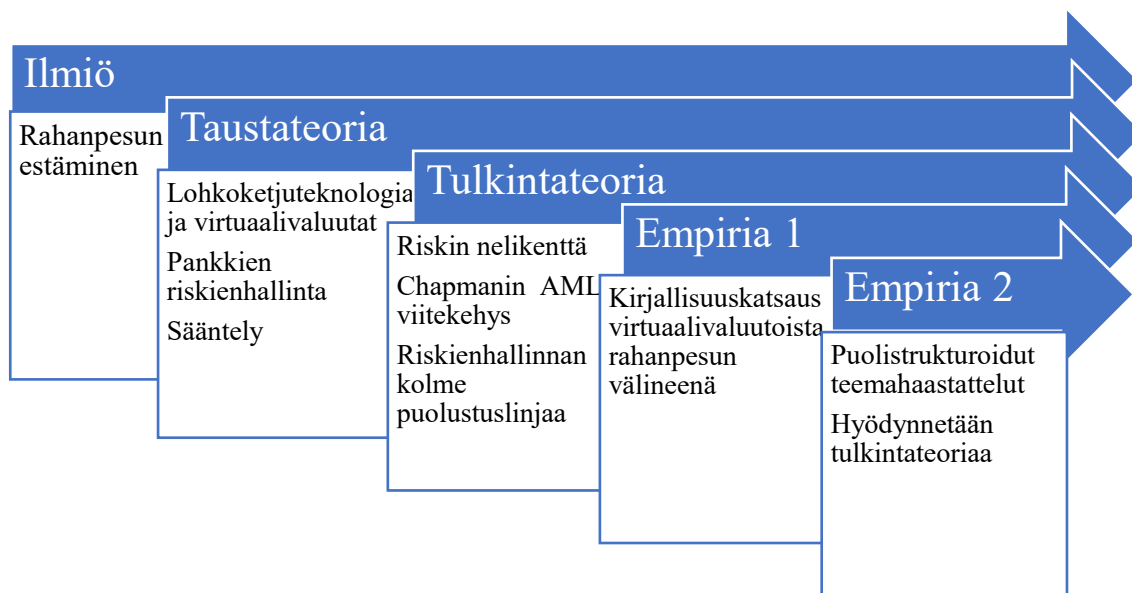 Ilmiö
Rahanpesun
estäminen
Taustateoria
Lohkoketjuteknologia
ja virtuaalivaluutat
Pankkien
riskienhallinta
Sääntely
Tulkintateoria
Riskin nelikenttä
Chapmanin AML
viitekehys
Riskienhallinnan
kolme
puolustuslinjaa
Empiria 1
Kirjallisuuskatsaus
virtuaalivaluutoista
rahanpesun
välineenä
Empiria 2
Puolistrukturoidut
teemahaastattelut
Hyödynnetään
tulkintateoriaa